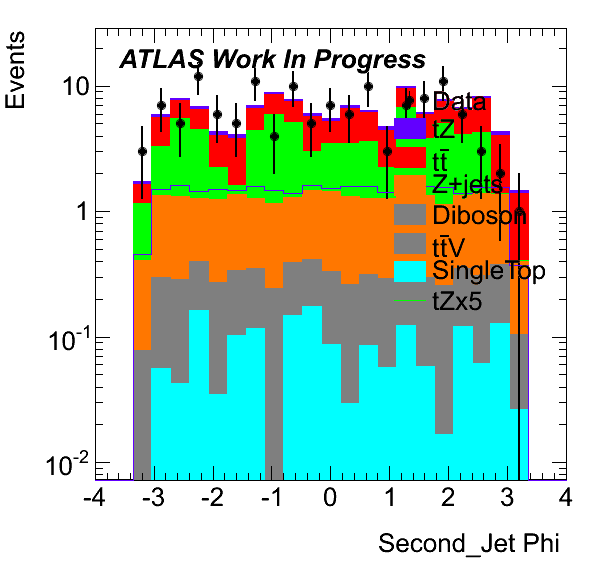 ATLAS Work In Progress
Events
10
1
10⁻¹
10⁻²
Data
tZ
tt̄
Z+jets
Diboson
tt̄V
SingleTop
tZx5
-4 -3 -2 -1 0 1 2 3 4
Second_Jet Phi